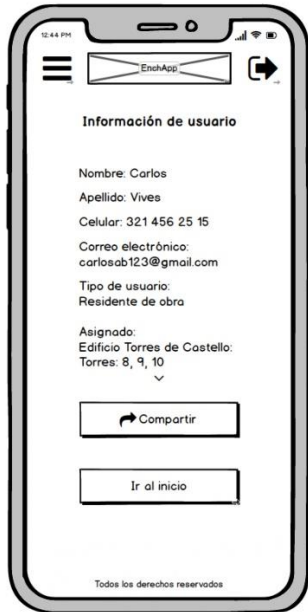 12:44 PM
EnchApp
Información de usuario
Nombre: Carlos
Apellido: Vives
Celular: 321 456 25 15
Correo electrónico:
carlosab123@gmail.com
Tipo de usuario:
Residente de obra
Asignado:
Edificio Torres de Castello:
Torres: 8, 9, 10
Compartir
Ir al inicio
Todos los derechos reservados